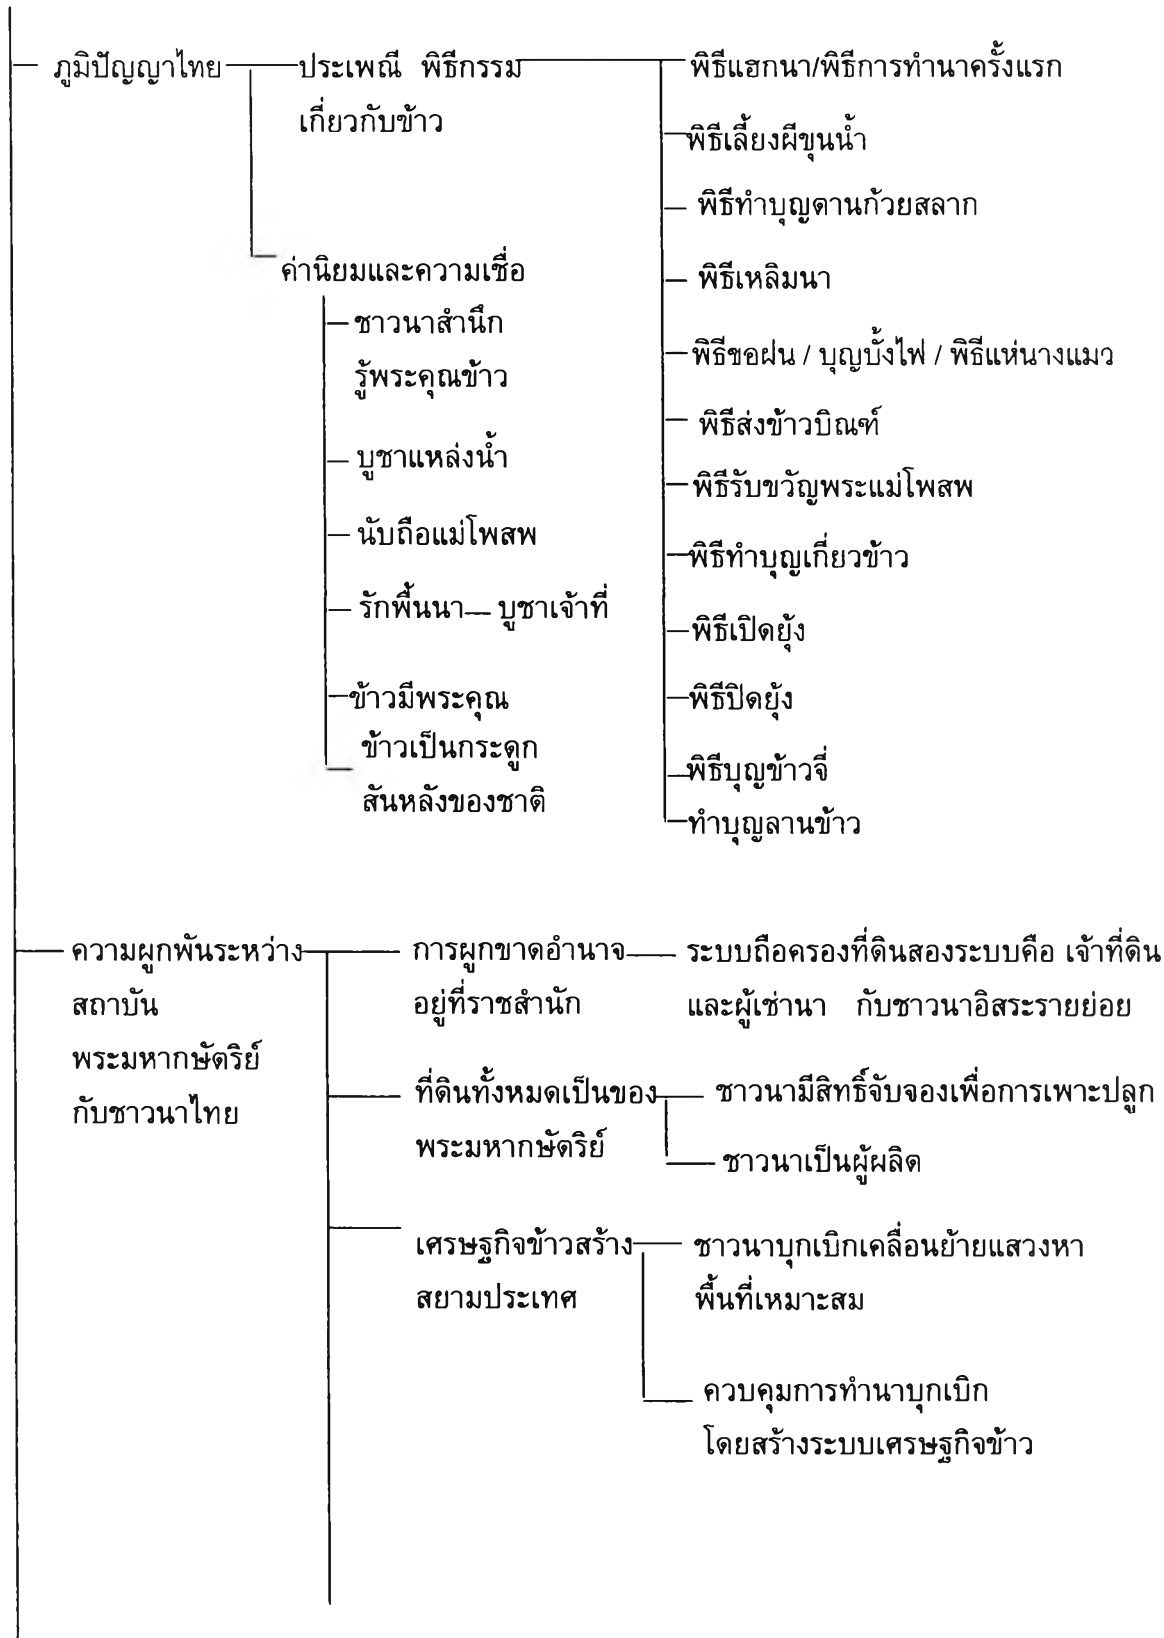 ภูมิปัญญาไทย
ประเพณี พิธีกรรม
เกี่ยวกับข้าว
พิธีแฮกนา/พิธีการทำนาครั้งแรก
พิธีเลี้ยงผีขุนน้ำ
พิธีทำบุญตานก๋วยสลาก
พิธีเหลิมนา
พิธีขอฝน / บุญบั้งไฟ / พิธีแห่นางแมว
พิธีส่งข้าวบิณฑ์
พิธีรับขวัญพระแม่โพสพ
พิธีทำบุญเกี่ยวข้าว
พิธีเปิดยุ้ง
พิธีปิดยุ้ง
พิธีบุญข้าวจี่
ทำบุญลานข้าว
ค่านิยมและความเชื่อ
ชาวนาสำนึก
รู้พระคุณข้าว
บูชาแหล่งน้ำ
นับถือแม่โพสพ
รักพื้นนา
บูชาเจ้าที่
ข้าวมีพระคุณ
ข้าวเป็นกระดูก
สันหลังของชาติ
ความผูกพันระหว่าง
สถาบัน
พระมหากษัตริย์
กับชาวนาไทย
การผูกขาดอำนาจ
อยู่ที่ราชสำนัก
ระบบถือครองที่ดินสองระบบคือ เจ้าที่ดิน
และผู้เช่านา กับชาวนาอิสระรายย่อย
ที่ดินทั้งหมดเป็นของ
พระมหากษัตริย์
ชาวนามีสิทธิ์จับจองเพื่อการเพาะปลูก
ชาวนาเป็นผู้ผลิต
เศรษฐกิจข้าวสร้าง
สยามประเทศ
ชาวนาบุกเบิกเคลื่อนย้ายแสวงหา
พื้นที่เหมาะสม
ควบคุมการทำนาบุกเบิก
โดยสร้างระบบเศรษฐกิจข้าว